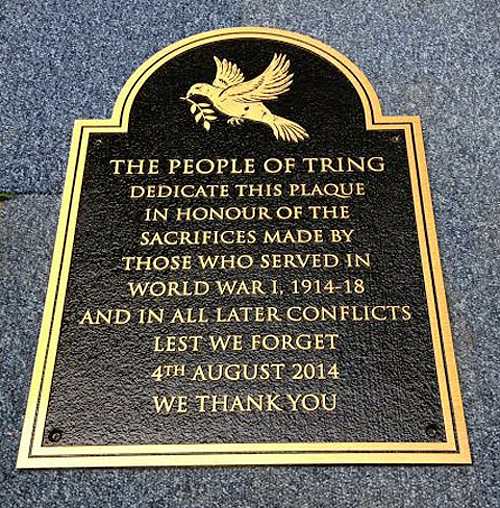 THE PEOPLE OF TRING
DEDICATE THIS PLAQUE
IN HONOUR OF THE
SACRIFICES MADE BY
THOSE WHO SERVED IN
WORLD WAR I, 1914-18
AND IN ALL LATER CONFLICTS
LEST WE FORGET
4TH AUGUST 2014
WE THANK YOU